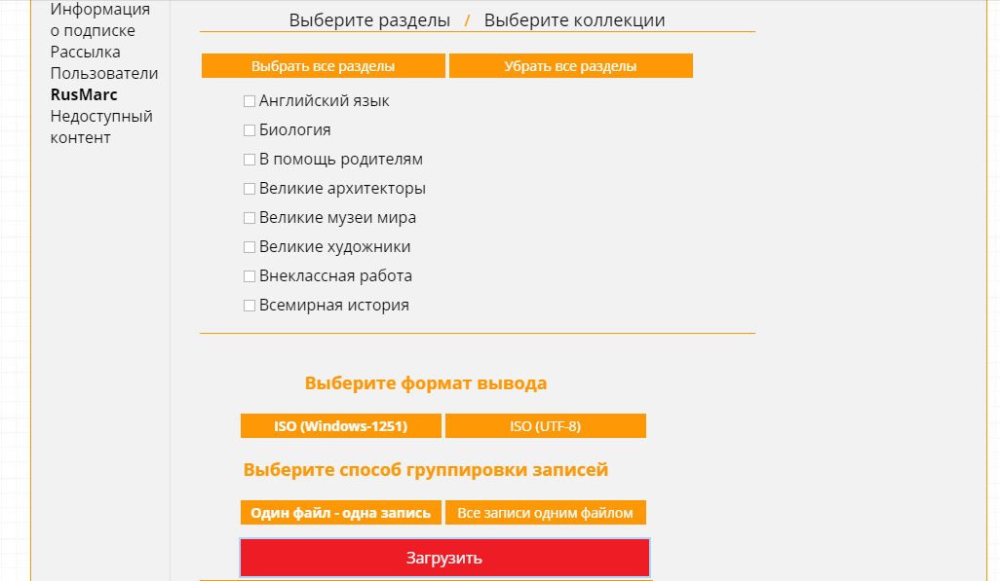 Информация
о подписке
Рассылка
Пользователи
RusMarc
Недоступный
контент
Выберите разделы / Выберите коллекции
Выбрать все разделы Убрать все разделы
Английский язык
Биология
В помощь родителям
Великие архитекторы
Великие музеи мира
Великие художники
Внеклассная работа
Всемирная история
Выберите формат вывода
ISO (Windows-1251) ISO (UTF-8)
Выберите способ группировки записей
Один файл - одна запись Все записи одним файлом
Загрузить